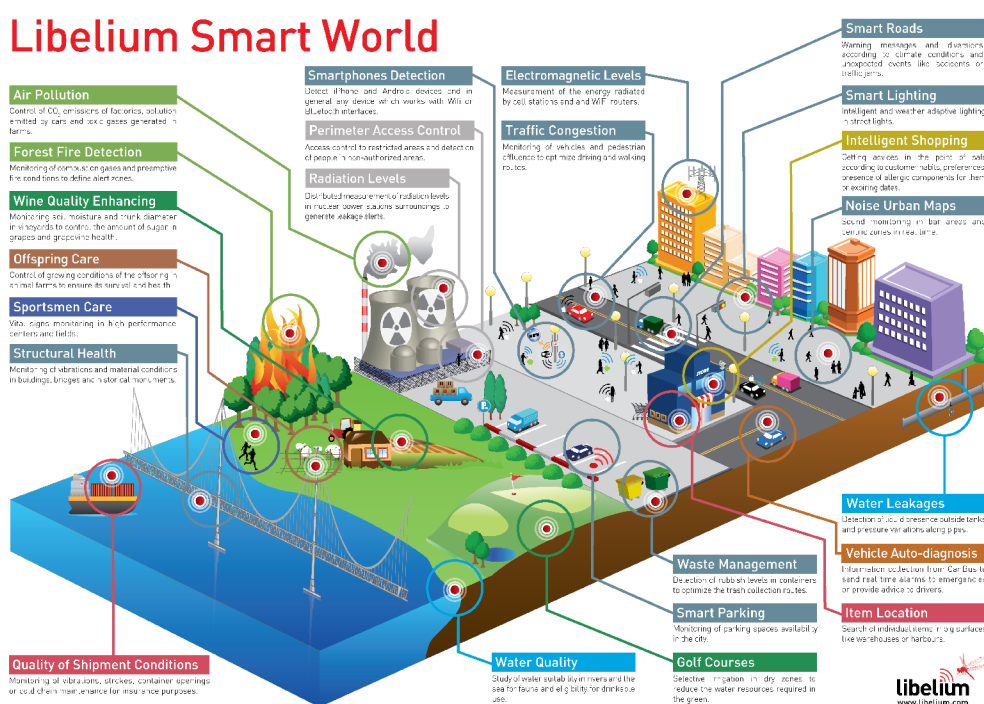 Libelium Smart World
Air Pollution
Control of CO2 emissions of factories, pollution
emitted by cars and toxic gases generated in
farms.
Forest Fire Detection
Monitoring of combustion gases and preemptive
fire conditions to define alert zones.
Wine Quality Enhancing
Monitoring soil moisture and trunk diameter
in vineyards to control the amount of sugar in
grapes and grapevine health.
Offspring Care
Control of growing conditions of the offspring in
animal farms to ensure its survival and health.
Sportsmen Care
Vital signs monitoring in high performance
centers and fields.
Structural Health
Monitoring of vibrations and material conditions
in buildings, bridges and historical monuments.
Quality of Shipment Conditions
Monitoring of vibrations, strokes, container openings
or cold chain maintenance for insurance purposes.
Smartphones Detection
Detect iPhone and Android devices and in
general any device which works with Wifi or
Bluetooth interfaces.
Perimeter Access Control
Access control to restricted areas and detection
of people in non-authorized areas.
Radiation Levels
Distributed measurement of radiation levels
in nuclear power stations surroundings to
generate leakage alerts.
Electromagnetic Levels
Measurement of the energy radiated
by cell stations and and WiFi routers.
Traffic Congestion
Monitoring of vehicles and pedestrian
affluence to optimize driving and walking
routes.
Smart Roads
Warning messages and diversions
according to climate conditions and
unexpected events like accidents or
traffic jams.
Smart Lighting
Intelligent and weather adaptive lighting
in street lights.
Intelligent Shopping
Getting advices in the point of sale
according to customer habits, preferences,
presence of allergic components for them
or expiring dates.
Noise Urban Maps
Sound monitoring in bar areas and
centric zones in real time.
STORE
P
Water Leakages
Detection of liquid presence outside tanks
and pressure variations along pipes.
Vehicle Auto-diagnosis
Information collection from CarBus to
send real time alarms to emergencies
or provide advice to drivers.
Item Location
Search of individual items in big surfaces
like warehouses or harbours.
Waste Management
Detection of rubbish levels in containers
to optimize the trash collection routes.
Smart Parking
Monitoring of parking spaces availability
in the city.
Golf Courses
Selective irrigation in dry zones to
reduce the water resources required in
the green.
Water Quality
Study of water suitability in rivers and the
sea for fauna and eligibility for drinkable
use.
libelium
www.libelium.com